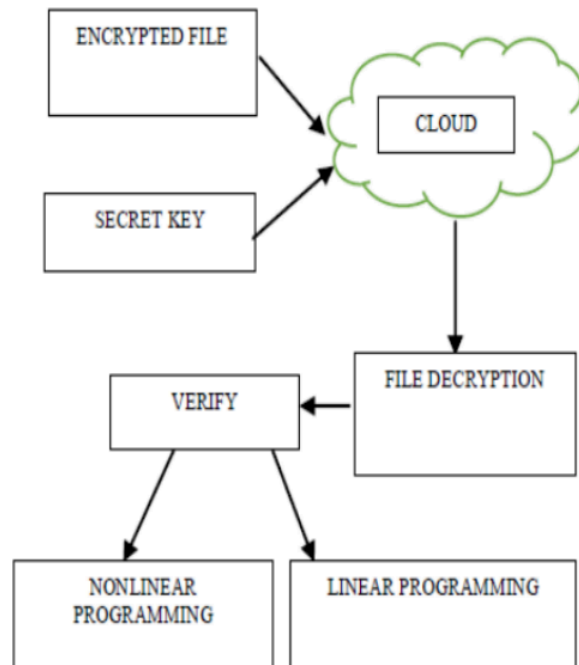 ENCRYPTED FILE
CLOUD
SECRET KEY
FILE DECRYPTION
VERIFY
NONLINEAR
PROGRAMMING
LINEAR PROGRAMMING